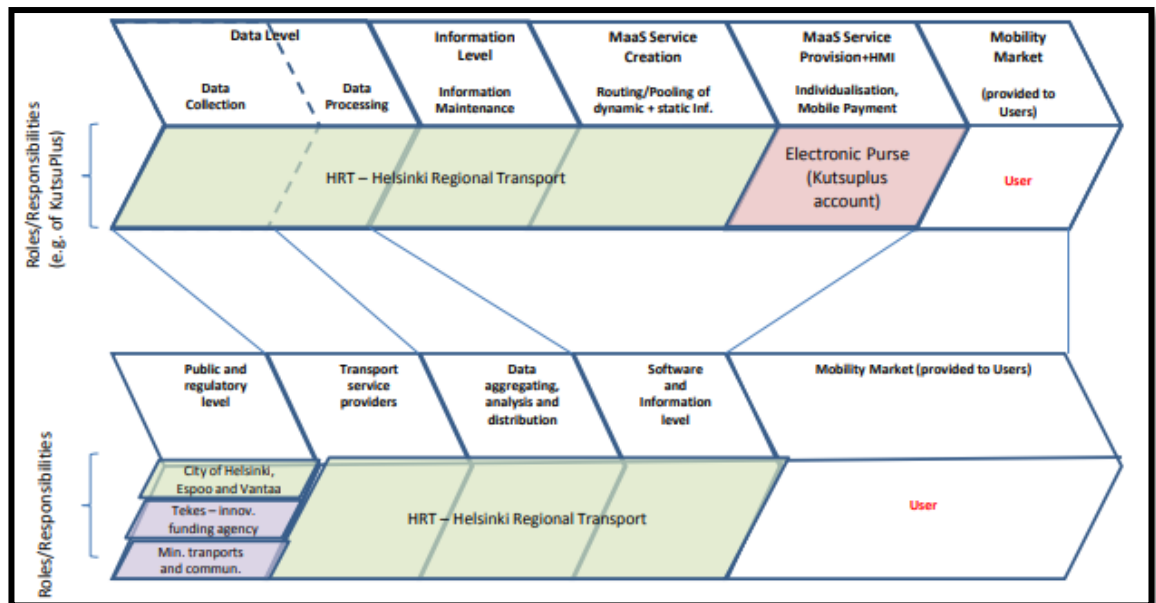 Roles/Responsibilities
(e.g. of KutsuPlus)
Data Level
Data
Collection
Data
Processing
Information
Level
Information
Maintenance
MaaS Service
Creation
Routing/Pooling of
dynamic + static Inf.
MaaS Service
Provision+HMI
Individualisation,
Mobile Payment
Mobility
Market
(provided to
Users)
HRT – Helsinki Regional Transport
Electronic Purse
(Kutsuplus
account)
User
Roles/Responsibilities
Public and
regulatory
level
Transport
service
providers
Data
aggregating,
analysis and
distribution
Software
and
Information
level
Mobility Market (provided to Users)
City of Helsinki,
Espoo and Vantaa
Tekes – innov.
funding agency
Min. tranports
and commun.
HRT – Helsinki Regional Transport
User